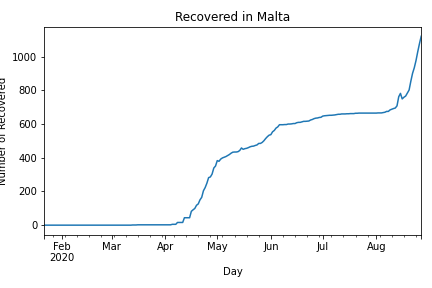 Recovered in Malta
Number of Recovered
1000
800
600
400
200
0
Feb
2020
Mar
Apr
May
Jun
Jul
Aug
Day